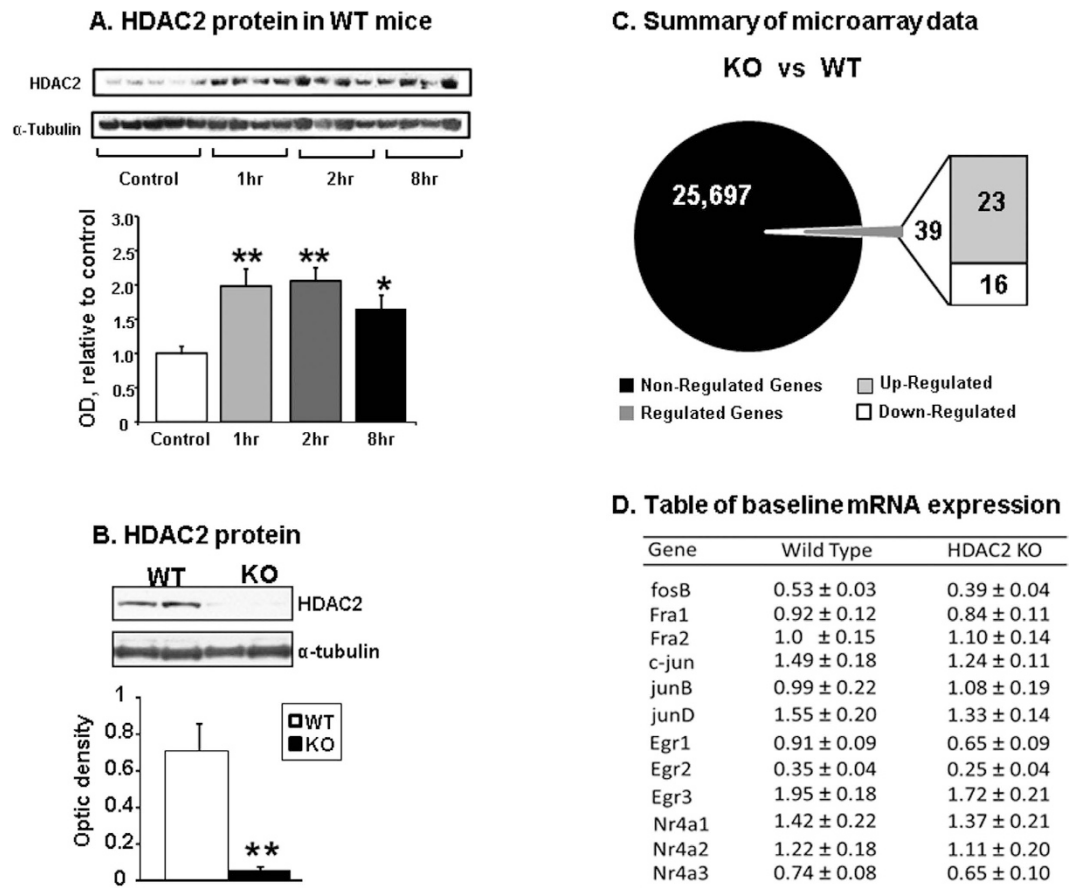 A. HDAC2 protein in WT mice
HDAC2
α-Tubulin
Control 1hr 2hr 8hr
OD, relative to control
3.0
2.5
2.0
1.5
1.0
0.5
0
** ** *
Control 1hr 2hr 8hr
B. HDAC2 protein
WT KO
HDAC2
α-tubulin
Optic density
1
0.8
0.6
0.4
0.2
0
WT
KO
**
C. Summary of microarray data
KO vs WT
25,697
39
23
16
Non-Regulated Genes
Up-Regulated
Regulated Genes
Down-Regulated
D. Table of baseline mRNA expression
Gene Wild Type HDAC2 KO
fosB 0.53 ± 0.03 0.39 ± 0.04
Fra1 0.92 ± 0.12 0.84 ± 0.11
Fra2 1.0 ± 0.15 1.10 ± 0.14
c-jun 1.49 ± 0.18 1.24 ± 0.11
junB 0.99 ± 0.22 1.08 ± 0.19
junD 1.55 ± 0.20 1.33 ± 0.14
Egr1 0.91 ± 0.09 0.65 ± 0.09
Egr2 0.35 ± 0.04 0.25 ± 0.04
Egr3 1.95 ± 0.18 1.72 ± 0.21
Nr4a1 1.42 ± 0.22 1.37 ± 0.21
Nr4a2 1.22 ± 0.18 1.11 ± 0.20
Nr4a3 0.74 ± 0.08 0.65 ± 0.10